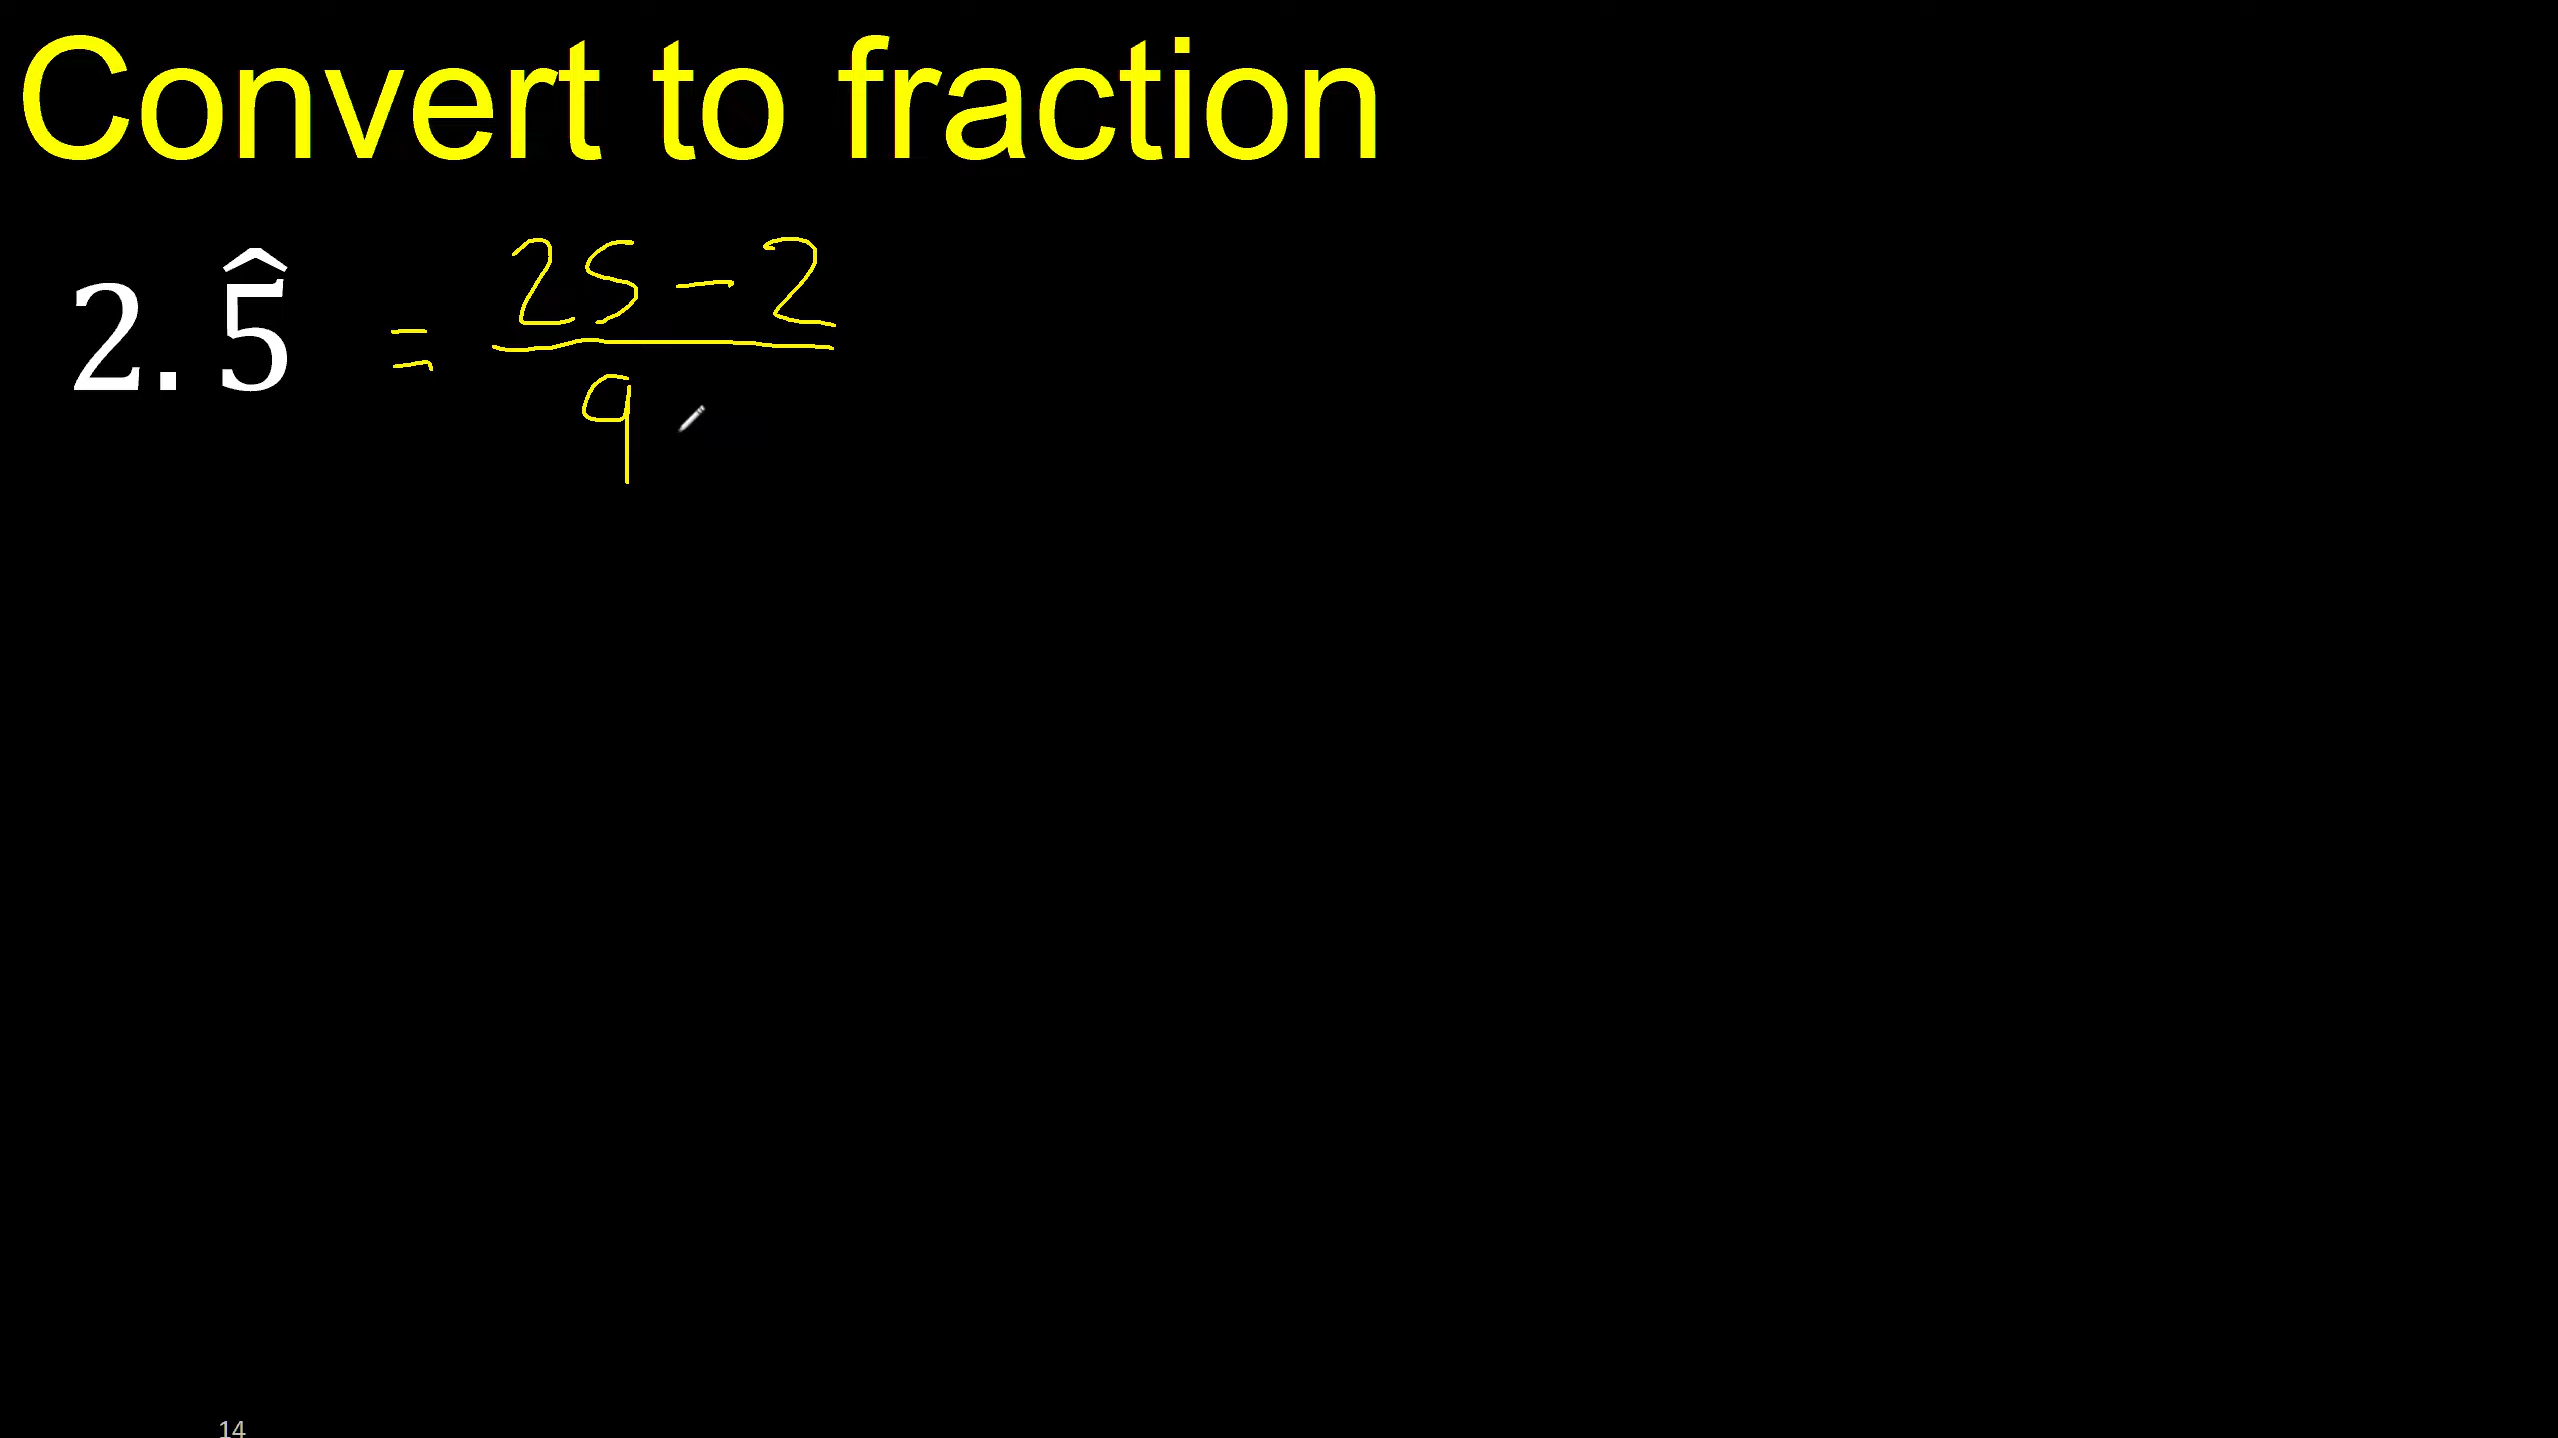 Convert to fraction
2.5̂ = 25-2
9
14